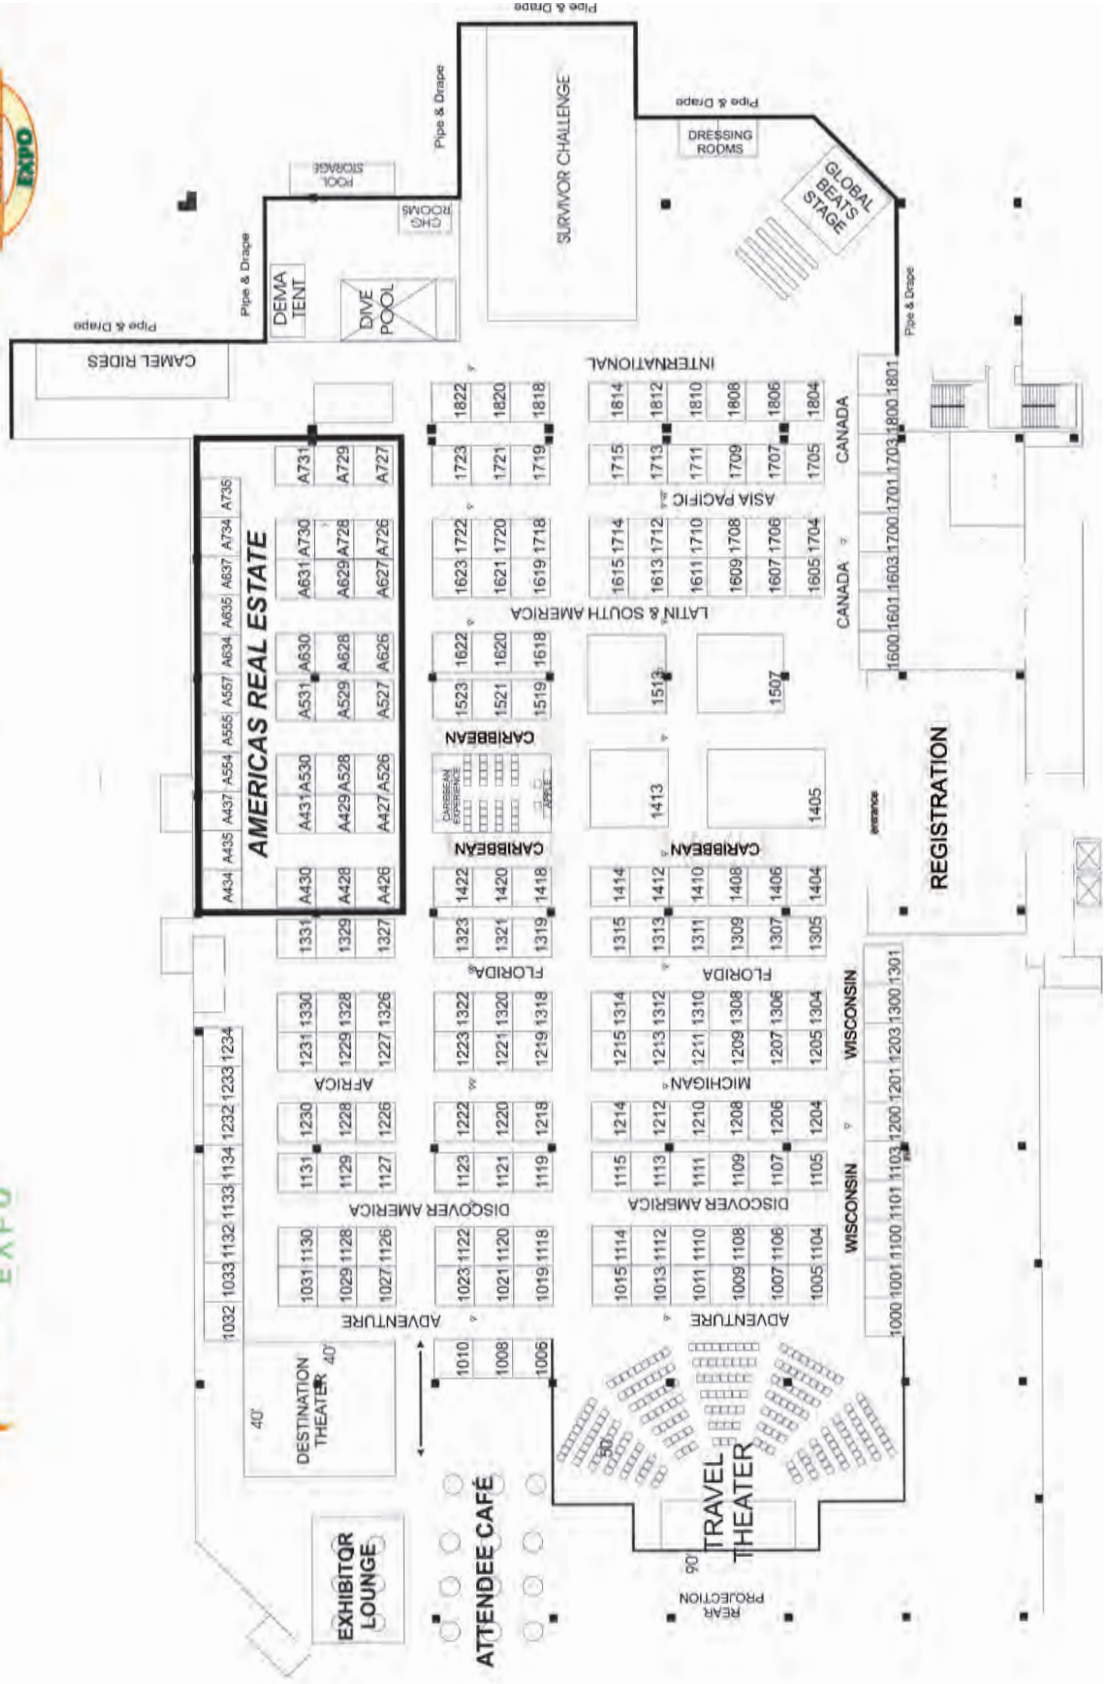 EXPO
EXPO
1032 1033 1132 1133 1134 1232 1233 1234
A434 A435 A437 A554 A555 A557 A634 A635 A637 A734 A735
AMERICAS REAL ESTATE
CAMEL RIDES
Pipe & Drape
Pipe & Drape
40'
40'
DESTINATION
THEATER
1031 1130 1131 1230 1231 1330 1331 A430 A431 A530 A531 A630 A631 A730 A731
1029 1128 1129 1228 1229 1328 1329 A428 A429 A528 A529 A628 A629 A728 A729
1027 1126 1127 1226 1227 1326 1327 A426 A427 A526 A527 A626 A627 A726 A727
DEMA
TENT
POOL
STORAGE
DIVE
POOL
CHG
ROOMS
Pipe & Drape
Pipe & Drape
EXHIBITOR
LOUNGE
ADVENTURE
DISCOVER AMERICA
AFRICA
FLORIDA
CARIBBEAN
CARIBBEAN
EXPERIENCE
APPLE
CARIBBEAN
LATIN & SOUTH AMERICA
ASIA PACIFIC
INTERNATIONAL
ATTENDEE CAFÉ
1010 1023 1122 1123 1222 1223 1322 1323 1422 1523 1622 1623 1722 1723 1822
1008 1021 1120 1121 1220 1221 1320 1321 1420 1521 1620 1621 1720 1721 1820
1006 1019 1118 1119 1218 1219 1318 1319 1418 1519 1618 1619 1718 1719 1818
SURVIVOR CHALLENGE
1015 1114 1115 1214 1215 1314 1315 1414 1615 1714 1715 1814
1013 1112 1113 1212 1213 1312 1313 1412 1413 1513 1613 1712 1713 1812
1011 1110 1111 1210 1211 1310 1311 1410 1611 1710 1711 1810
1009 1108 1109 1208 1209 1308 1309 1408 1609 1708 1709 1808
1007 1106 1107 1206 1207 1306 1307 1406 1507 1607 1706 1707 1806
1005 1104 1105 1204 1205 1304 1305 1404 1405 1605 1704 1705 1804
ADVENTURE
DISCOVER AMERICA
MICHIGAN
FLORIDA
CARIBBEAN
50'
90'
TRAVEL
THEATER
REAR
PROJECTION
DRESSING
ROOMS
Pipe & Drape
GLOBAL
BEATS
STAGE
Pipe & Drape
WISCONSIN
WISCONSIN
entrance
CANADA
CANADA
1000 1001 1100 1101 1103 1200 1201 1203 1300 1301
1600 1601 1603 1700 1701 1703 1800 1801
REGISTRATION